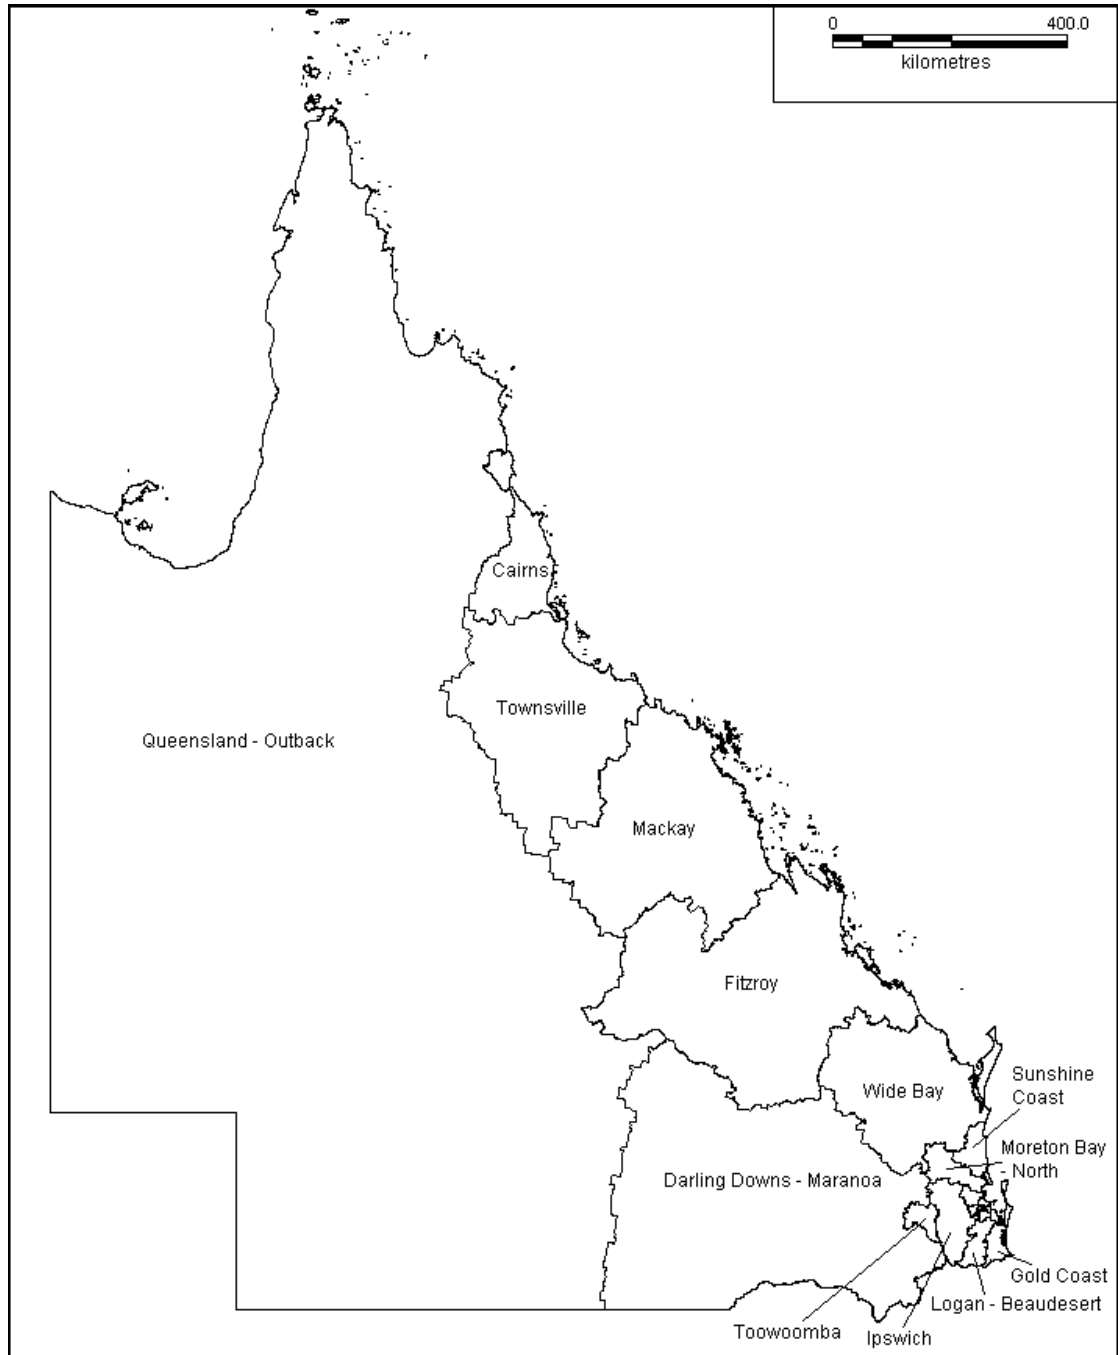 0 400.0
kilometres
Cairns
Townsville
Queensland - Outback
Mackay
Fitzroy
Wide Bay
Sunshine
Coast
Moreton Bay
- North
Darling Downs - Maranoa
Gold Coast
Logan - Beaudesert
Toowoomba
Ipswich